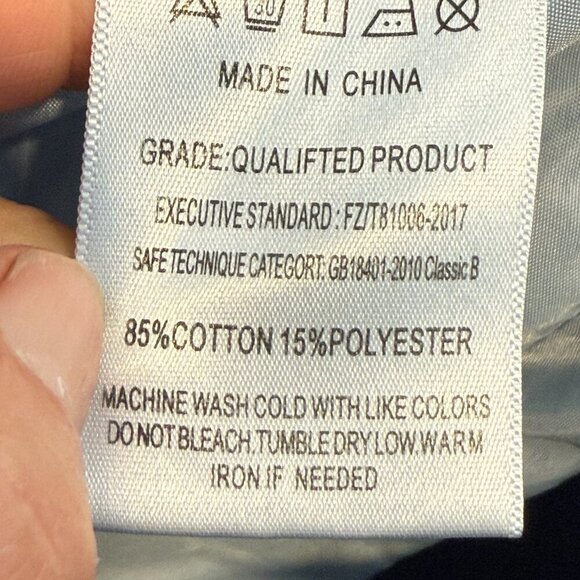 30
MADE IN CHINA
GRADE:QUALIFTED PRODUCT
EXECUTIVE STANDARD : FZ/T81006-2017
SAFE TECHNIQUE CATEGORT: GB18401-2010 Classic B
85%COTTON 15%POLYESTER
MACHINE WASH COLD WITH LIKE COLORS
DO NOT BLEACH.TUMBLE DRY LOW.WARM
IRON IF NEEDED